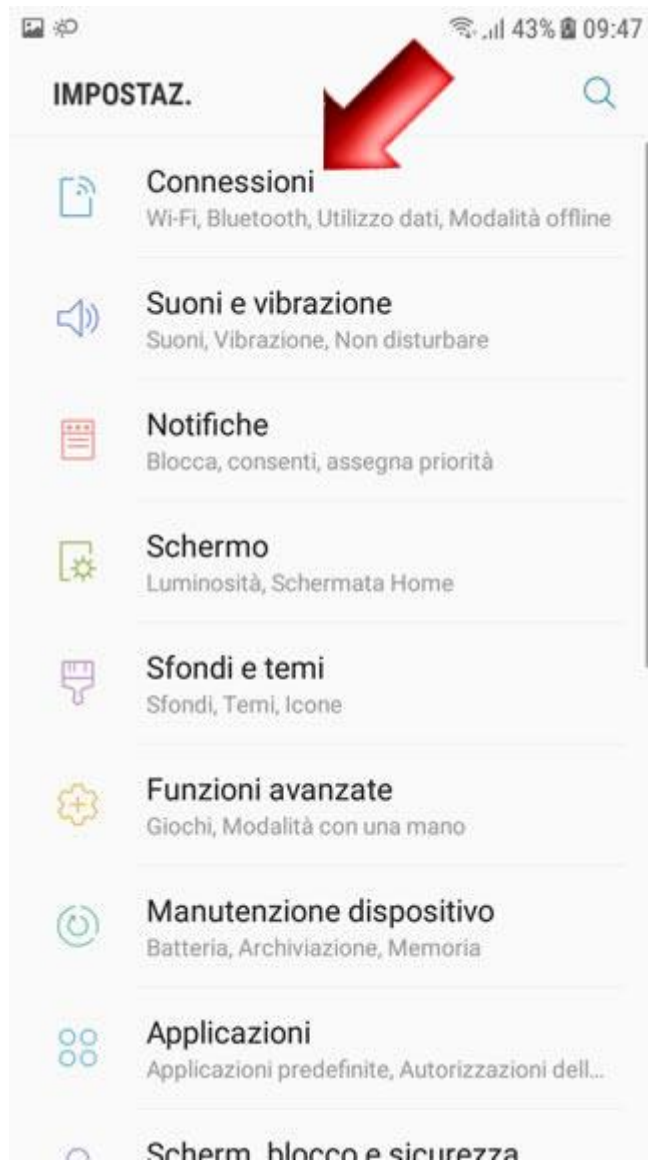 43% 09:47
IMPOSTAZ.
Connessioni
Wi-Fi, Bluetooth, Utilizzo dati, Modalità offline
Suoni e vibrazione
Suoni, Vibrazione, Non disturbare
Notifiche
Blocca, consenti, assegna priorità
Schermo
Luminosità, Schermata Home
Sfondi e temi
Sfondi, Temi, Icone
Funzioni avanzate
Giochi, Modalità con una mano
Manutenzione dispositivo
Batteria, Archiviazione, Memoria
Applicazioni
Applicazioni predefinite, Autorizzazioni dell...
Scherm. blocco e sicurezza